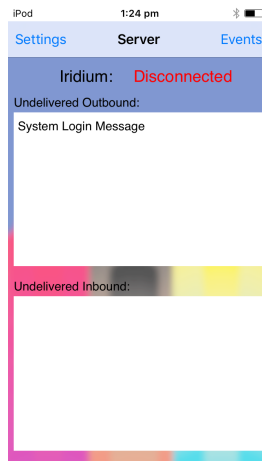 iPod 1:24 pm
Settings Server Events
Iridium: Disconnected
Undelivered Outbound:
System Login Message
Undelivered Inbound: